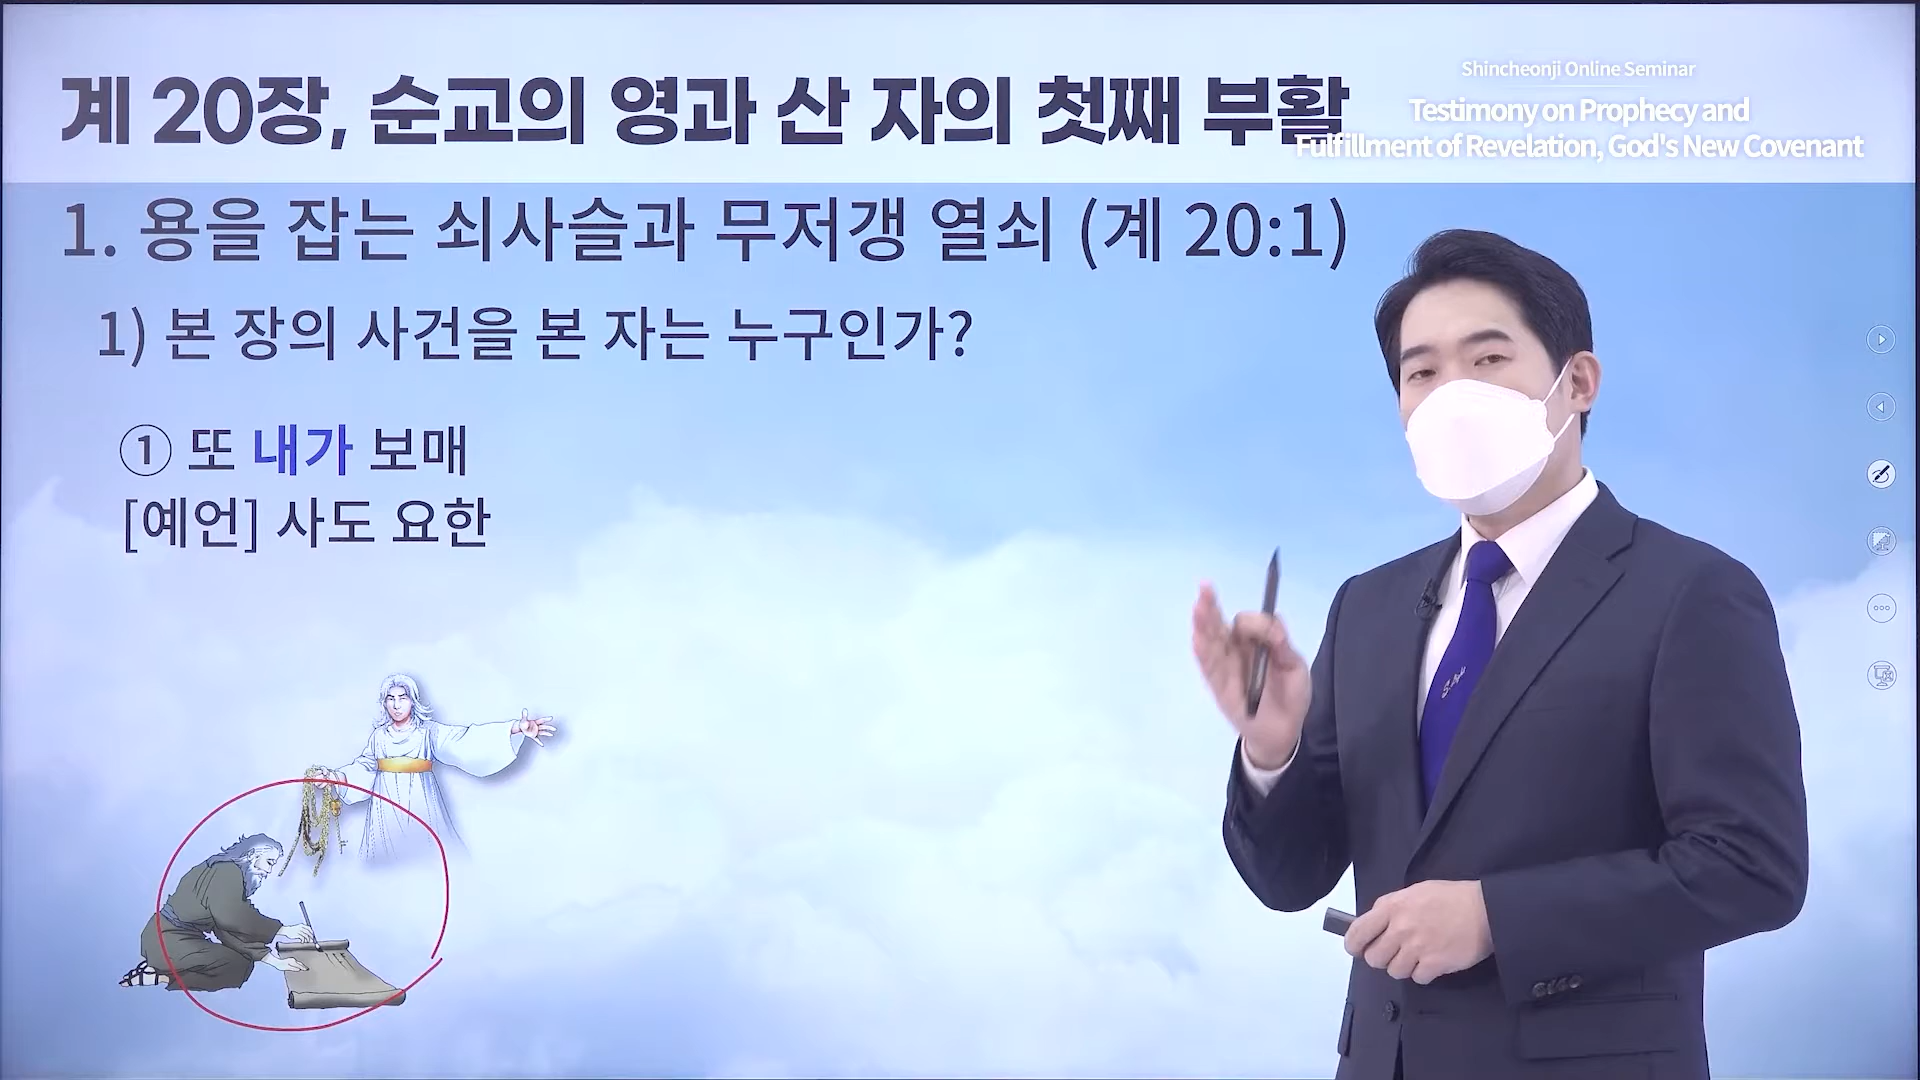 계 20장, 순교의 영과 산 자의 첫째 부활
Shincheonji Online Seminar
Testimony on Prophecy and
Fulfillment of Revelation, God's New Covenant
1. 용을 잡는 쇠사슬과 무저갱 열쇠 (계 20:1)
1) 본 장의 사건을 본 자는 누구인가?
① 또 내가 보매
[예언] 사도 요한